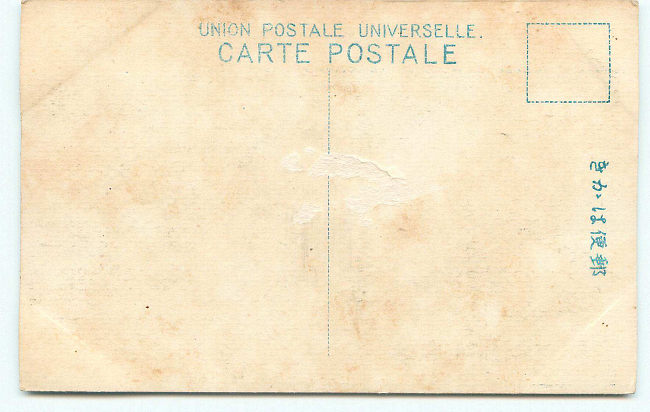 UNION POSTALE UNIVERSELLE.
CARTE POSTALE
きかは便郵